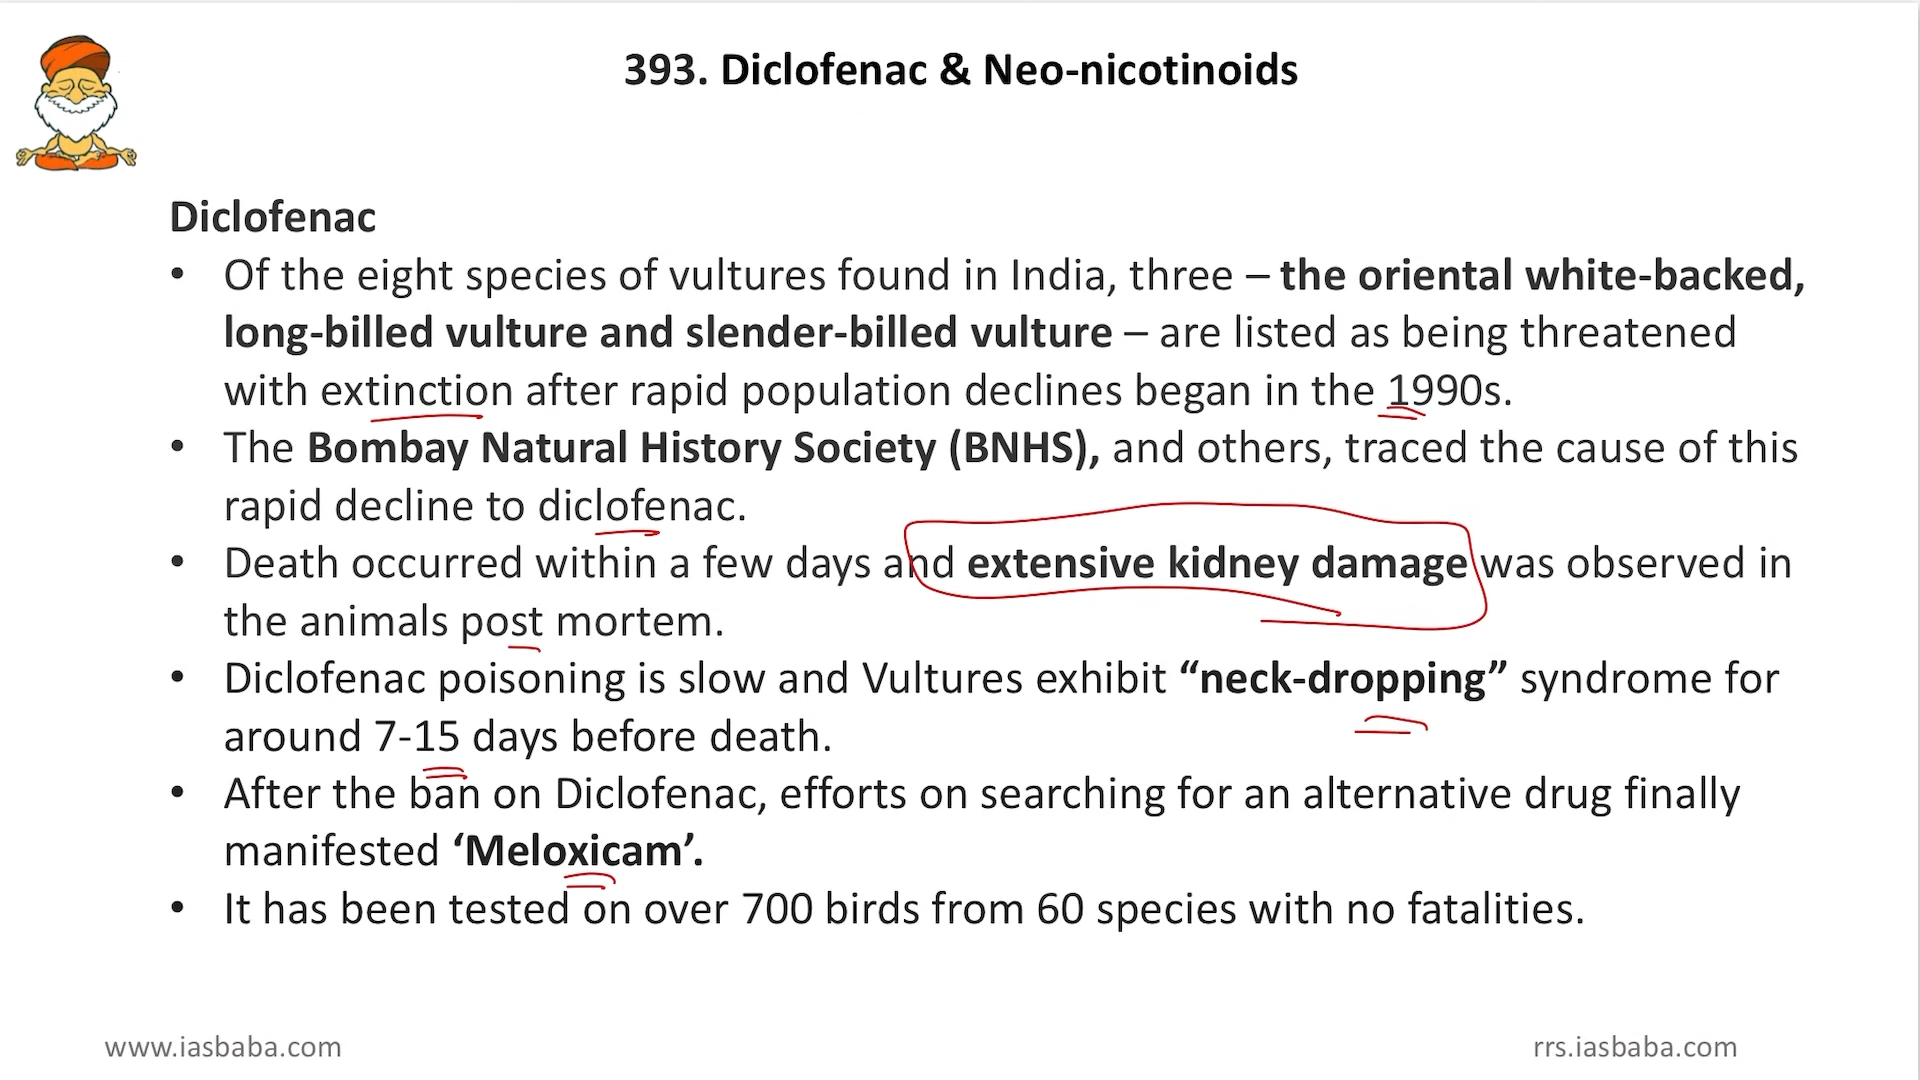 393. Diclofenac & Neo-nicotinoids
Diclofenac
• Of the eight species of vultures found in India, three – the oriental white-backed,
long-billed vulture and slender-billed vulture – are listed as being threatened
with extinction after rapid population declines began in the 1990s.
• The Bombay Natural History Society (BNHS), and others, traced the cause of this
rapid decline to diclofenac.
• Death occurred within a few days and extensive kidney damage was observed in
the animals post mortem.
• Diclofenac poisoning is slow and Vultures exhibit “neck-dropping” syndrome for
around 7-15 days before death.
• After the ban on Diclofenac, efforts on searching for an alternative drug finally
manifested ‘Meloxicam’.
• It has been tested on over 700 birds from 60 species with no fatalities.
www.iasbaba.com
rrs.iasbaba.com